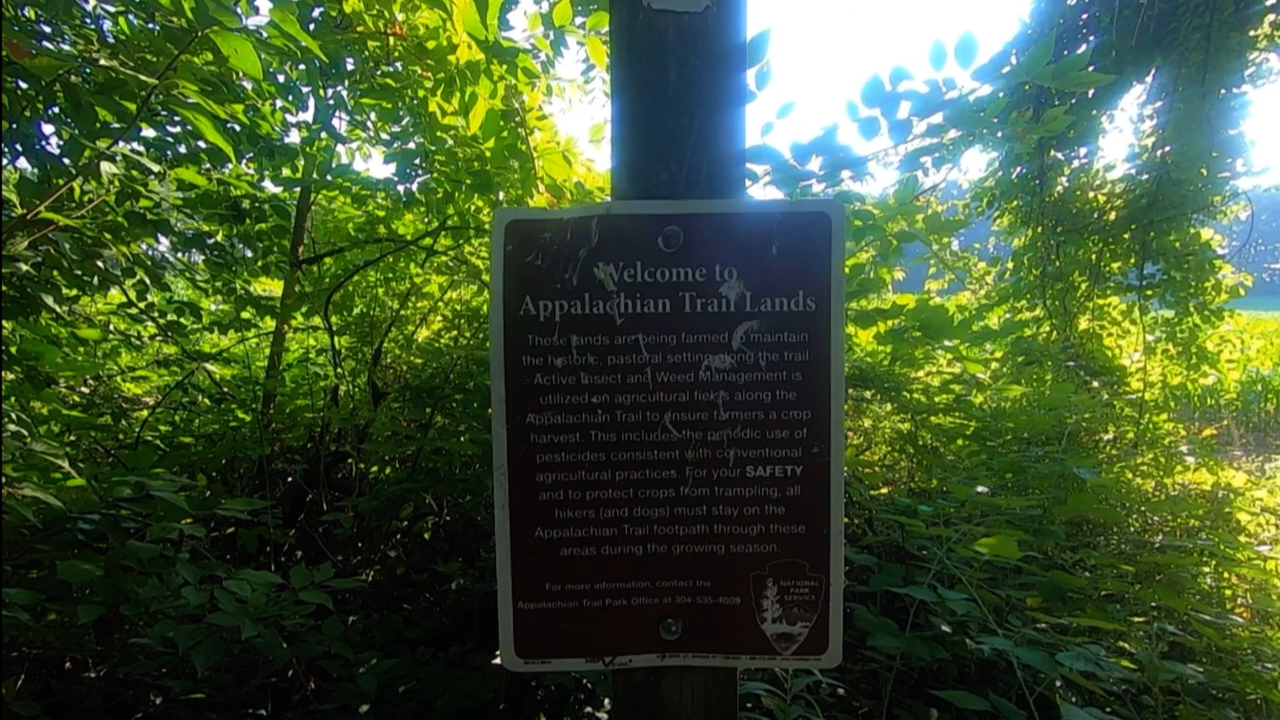 Welcome to
Appalachian Trail Lands
These lands are being farmed to maintain
the historic, pastoral setting along the trail.
Active Insect and Weed Management is
utilized on agricultural fields along the
Appalachian Trail to ensure farmers a crop
harvest. This includes the periodic use of
pesticides consistent with conventional
agricultural practices. For your SAFETY
and to protect crops from trampling, all
hikers (and dogs) must stay on the
Appalachian Trail footpath through these
areas during the growing season.
For more information, contact the
Appalachian Trail Park Office at 304-535-4009
NATIONAL
PARK
SERVICE